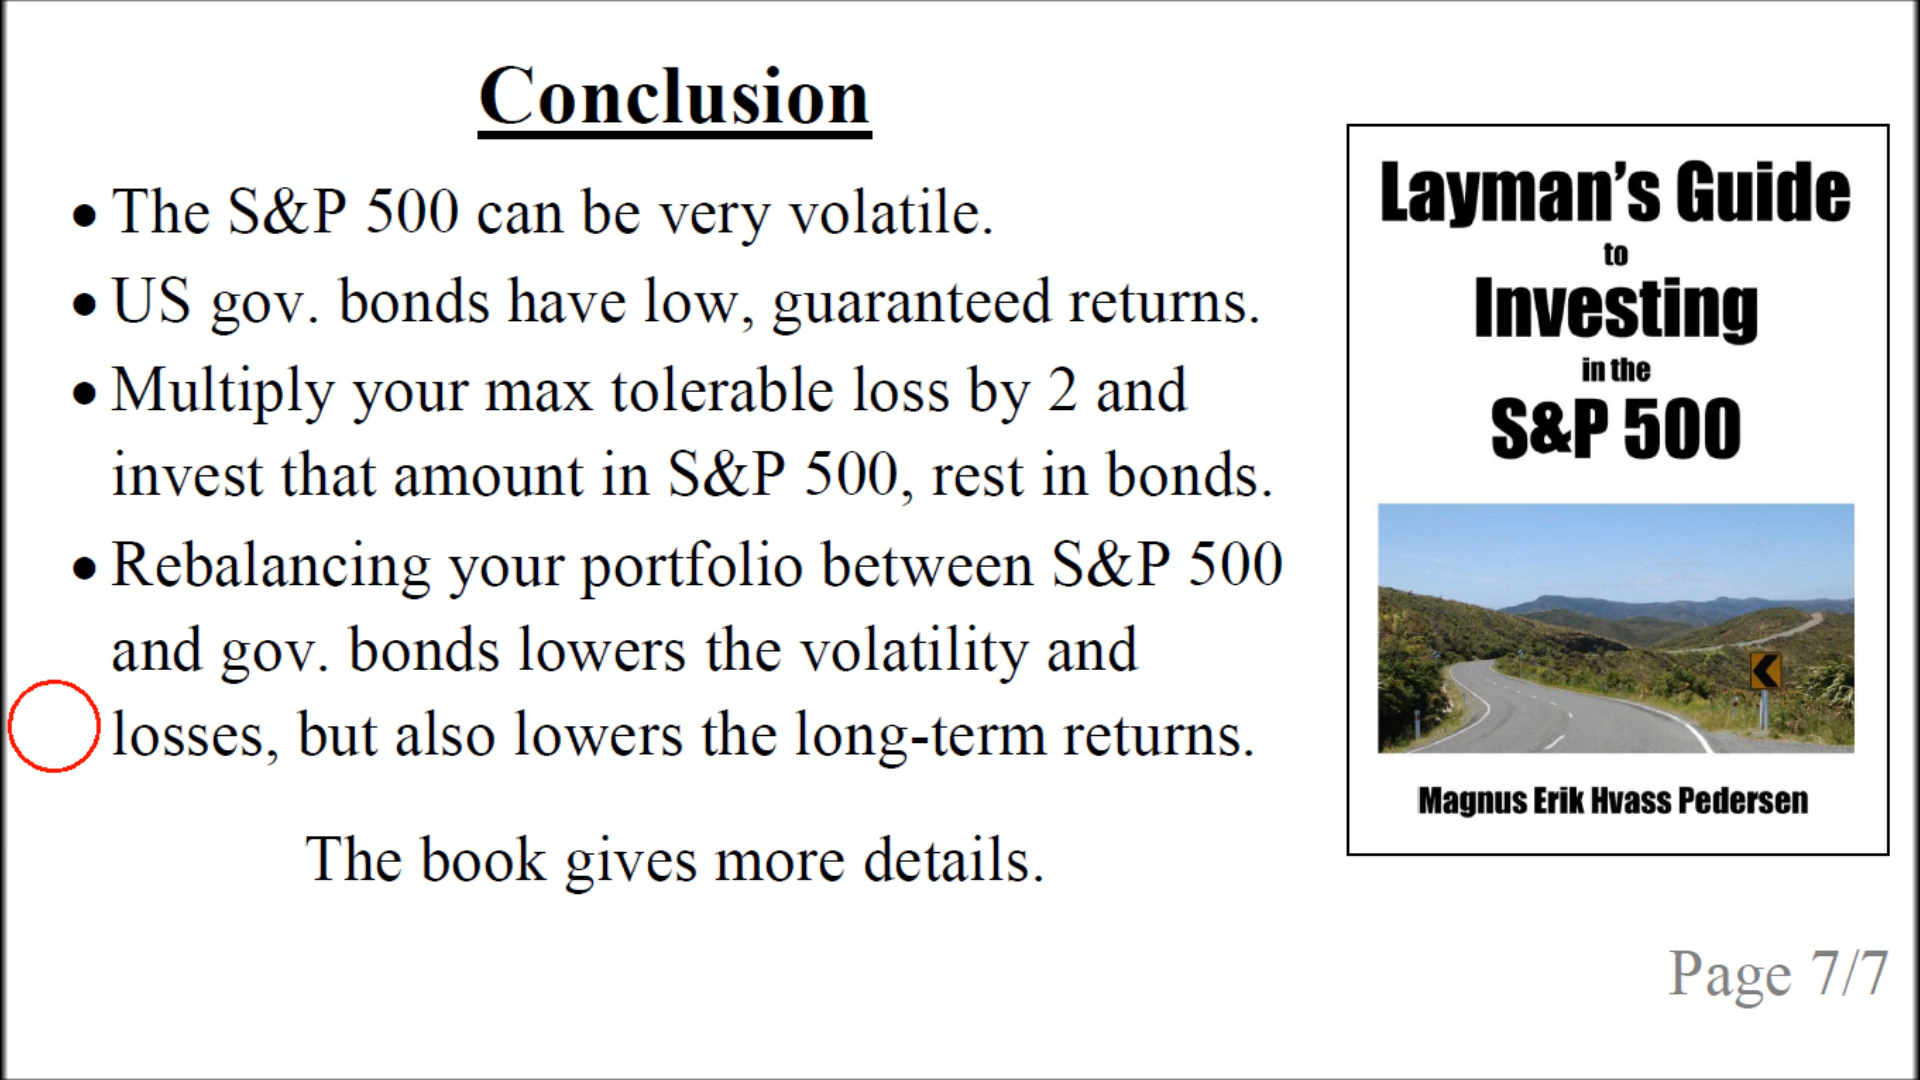 Conclusion
• The S&P 500 can be very volatile.
• US gov. bonds have low, guaranteed returns.
• Multiply your max tolerable loss by 2 and
invest that amount in S&P 500, rest in bonds.
• Rebalancing your portfolio between S&P 500
and gov. bonds lowers the volatility and
losses, but also lowers the long-term returns.
The book gives more details.
Layman's Guide
to
Investing
in the
S&P 500
Magnus Erik Hvass Pedersen
Page 7/7